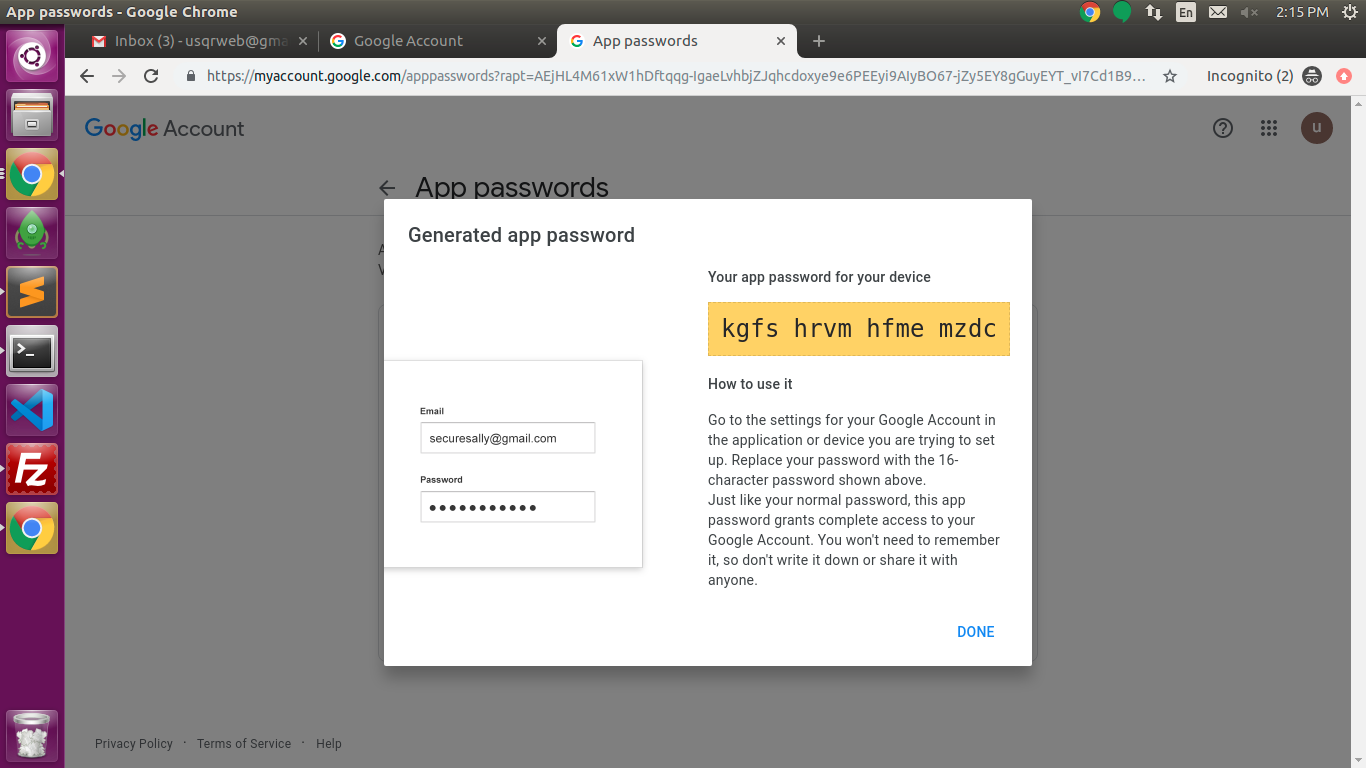 App passwords - Google Chrome
En
2:15 PM
Inbox (3) - usqrweb@gma
Google Account
App passwords
https://myaccount.google.com/apppasswords?rapt=AEjHL4M61xW1hDftqqg-IgaeLvhbjZJqhcdoxye9e6PEEyi9AIyBO67-jZy5EY8gGuyEYT_vI7Cd1B9...
Incognito (2)
Google Account
u
App passwords
Generated app password
Your app password for your device
kgfs hrvm hfme mzdc
How to use it
Go to the settings for your Google Account in
the application or device you are trying to set
up. Replace your password with the 16-
character password shown above.
Just like your normal password, this app
password grants complete access to your
Google Account. You won't need to remember
it, so don't write it down or share it with
anyone.
Email
securesally@gmail.com
Password
DONE
Privacy Policy · Terms of Service · Help